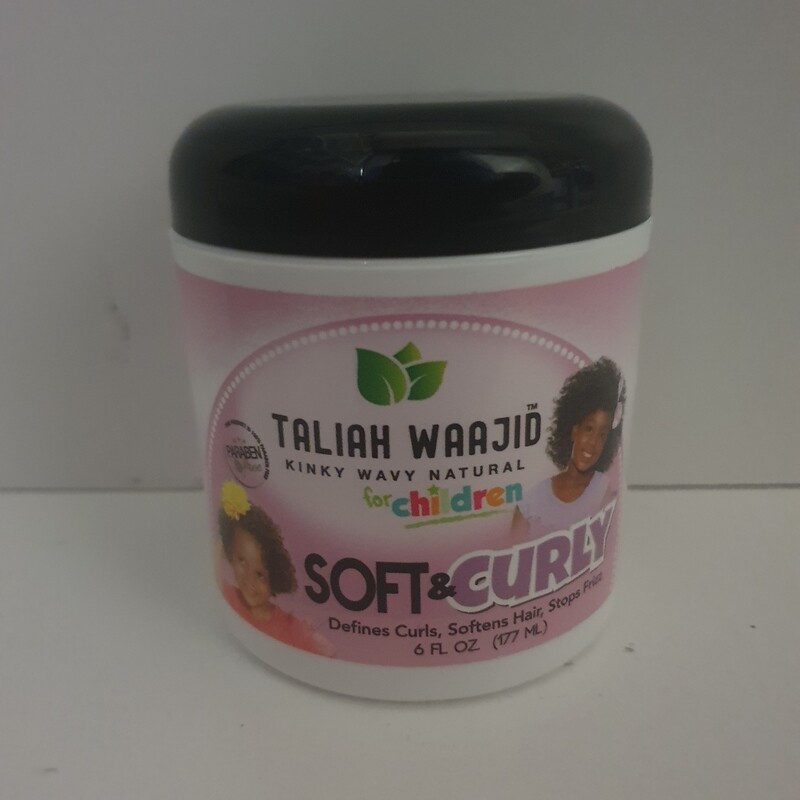 TALIAH WAAJID™
KINKY WAVY NATURAL
for children
PARABEN
SOFT & CURLY
Defines Curls, Softens Hair, Stops Frizz
6 FL OZ (177 ML)